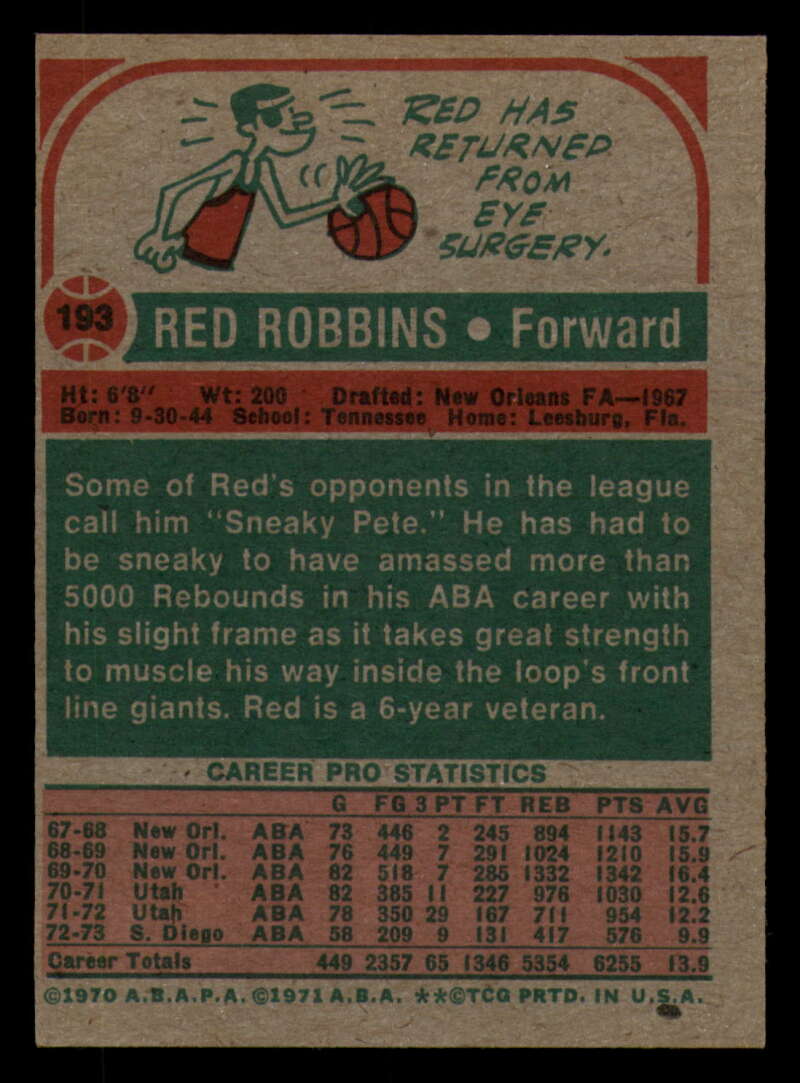 RED HAS
RETURNED
FROM
EYE
SURGERY.
193 RED ROBBINS • Forward
Ht: 6'8" Wt: 200 Drafted: New Orleans FA—1967
Born: 9-30-44 School: Tennessee Home: Leesburg, Fla.
Some of Red's opponents in the league
call him "Sneaky Pete." He has had to
be sneaky to have amassed more than
5000 Rebounds in his ABA career with
his slight frame as it takes great strength
to muscle his way inside the loop's front
line giants. Red is a 6-year veteran.
CAREER PRO STATISTICS
G FG 3 PT FT REB PTS AVG
67-68 New Orl. ABA 73 446 2 245 894 1143 15.7
68-69 New Orl. ABA 76 449 7 291 1024 1210 15.9
69-70 New Orl. ABA 82 518 7 285 1332 1342 16.4
70-71 Utah ABA 82 385 11 227 976 1030 12.6
71-72 Utah ABA 78 350 29 167 711 954 12.2
72-73 S. Diego ABA 58 209 9 131 417 576 9.9
Career Totals 449 2357 65 1346 5354 6255 13.9
©1970 A.B.A.P.A. ©1971 A.B.A. **©TCG PRTD. IN U.S.A.